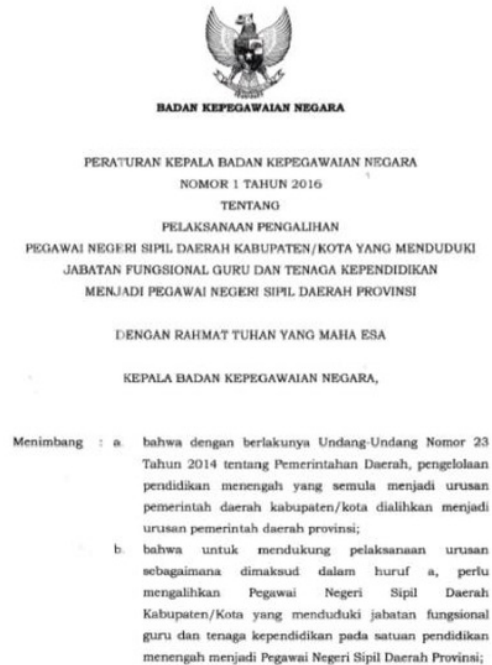 BADAN KEPEGAWAIAN NEGARA
PERATURAN KEPALA BADAN KEPEGAWAIAN NEGARA
NOMOR 1 TAHUN 2016
TENTANG
PELAKSANAAN PENGALIHAN
PEGAWAI NEGERI SIPIL DAERAH KABUPATEN/KOTA YANG MENDUDUKI
JABATAN FUNGSIONAL GURU DAN TENAGA KEPENDIDIKAN
MENJADI PEGAWAI NEGERI SIPIL DAERAH PROVINSI
DENGAN RAHMAT TUHAN YANG MAHA ESA
KEPALA BADAN KEPEGAWAIAN NEGARA,
Menimbang : a. bahwa dengan berlakunya Undang-Undang Nomor 23
Tahun 2014 tentang Pemerintahan Daerah, pengelolaan
pendidikan menengah yang semula menjadi urusan
pemerintah daerah kabupaten/kota dialihkan menjadi
urusan pemerintah daerah provinsi;
b. bahwa untuk mendukung pelaksanaan urusan
sebagaimana dimaksud dalam huruf a, perlu
mengalihkan Pegawai Negeri Sipil Daerah
Kabupaten/Kota yang menduduki jabatan fungsional
guru dan tenaga kependidikan pada satuan pendidikan
menengah menjadi Pegawai Negeri Sipil Daerah Provinsi;